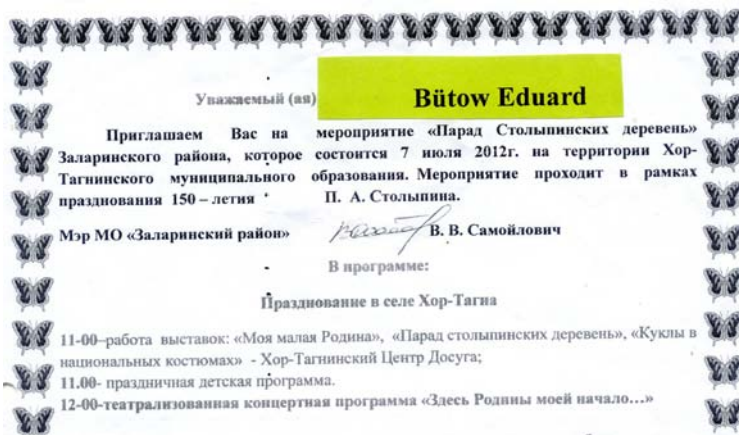 Уважаемый (ая) Bütow Eduard
Приглашаем Вас на мероприятие «Парад Столыпинских деревень»
Заларинского района, которое состоится 7 июля 2012г. на территории Хор-
Тагнинского муниципального образования. Мероприятие проходит в рамках
празднования 150 – летия П. А. Столыпина.
Мэр МО «Заларинский район» В. В. Самойлович
В программе:
Празднование в селе Хор-Тагна
11-00–работа выставок: «Моя малая Родина», «Парад столыпинских деревень», «Куклы в
национальных костюмах» - Хор-Тагнинский Центр Досуга;
11.00- праздничная детская программа.
12-00-театрализованная концертная программа «Здесь Родины моей начало…»